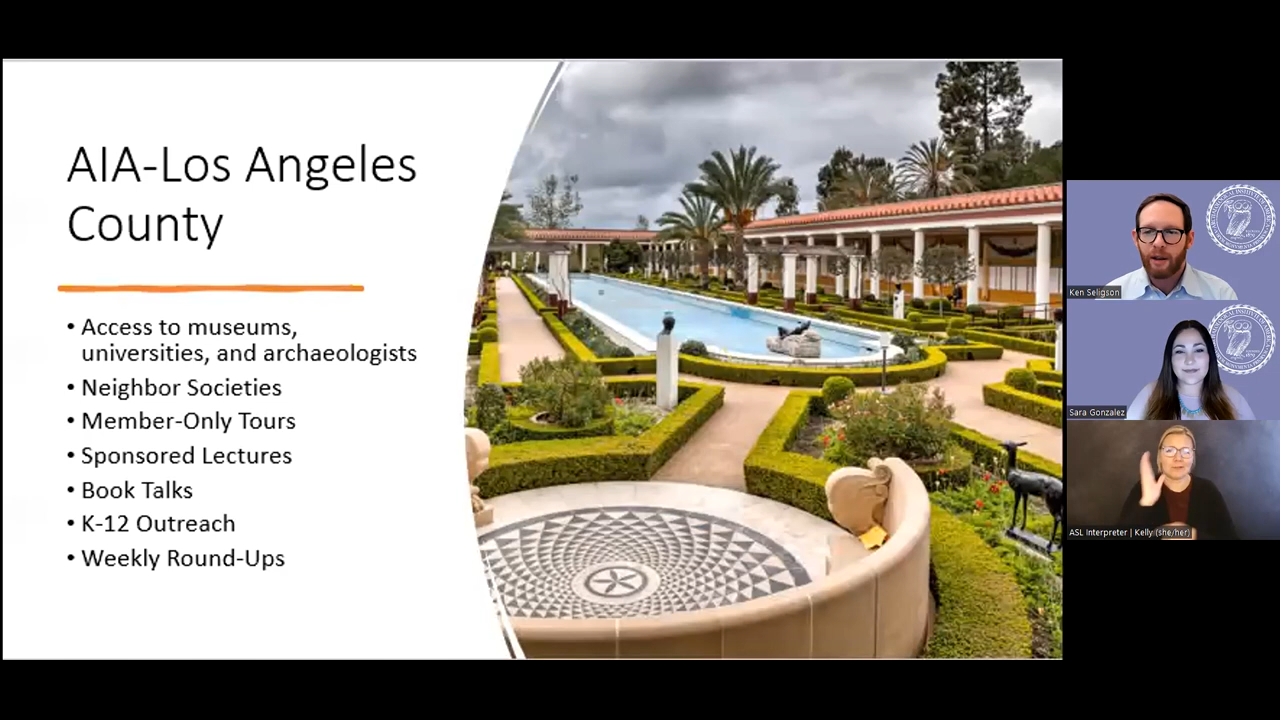 AIA-Los Angeles
County
• Access to museums,
universities, and archaeologists
• Neighbor Societies
• Member-Only Tours
• Sponsored Lectures
• Book Talks
• K-12 Outreach
• Weekly Round-Ups
Ken Seligson
Sara Gonzalez
ASL Interpreter | Kelly (she/her)